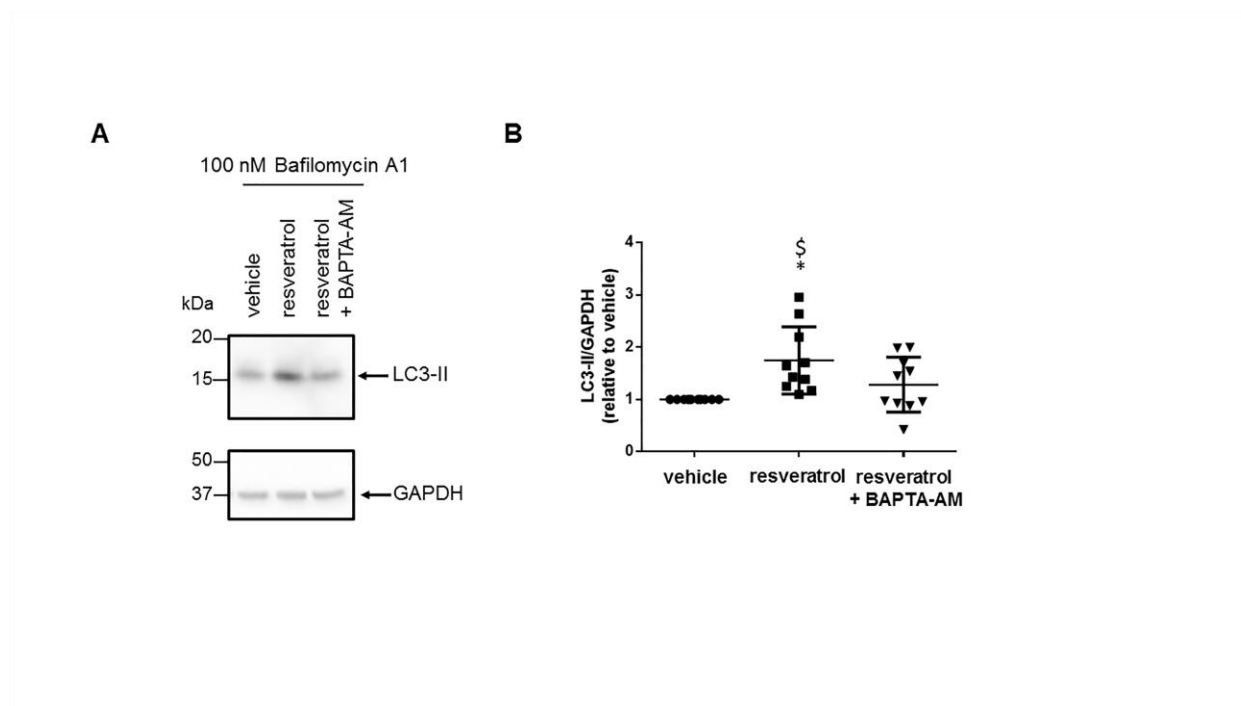 A
100 nM Bafilomycin A1
vehicle
resveratrol
resveratrol
+ BAPTA-AM
kDa
20
15
LC3-II
50
37
GAPDH
B
LC3-II/GAPDH
(relative to vehicle)
4
3
2
1
0
$
*
vehicle
resveratrol
resveratrol
+ BAPTA-AM